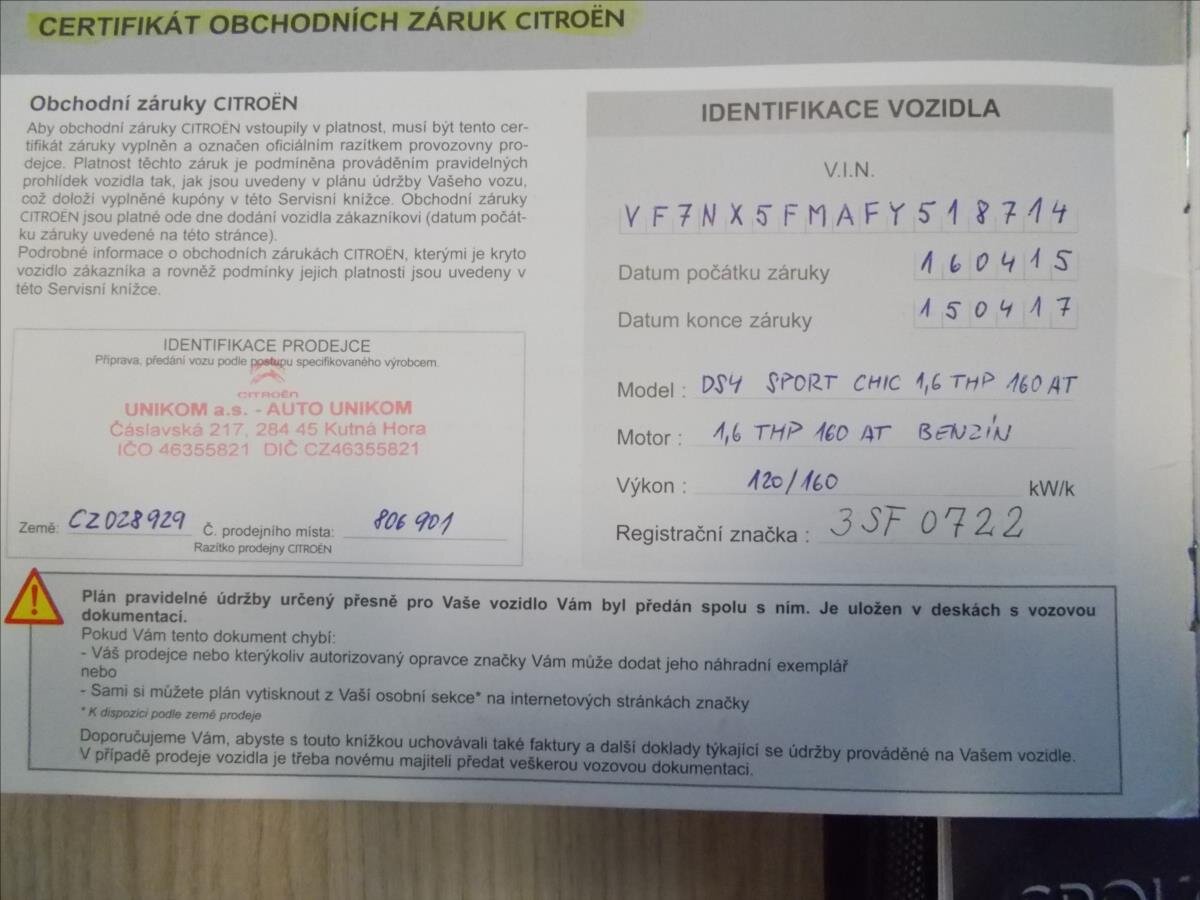 CERTIFIKÁT OBCHODNÍCH ZÁRUK CITROËN
Obchodní záruky CITROËN
Aby obchodní záruky CITROËN vstoupily v platnost, musí být tento cer-
tifikát záruky vyplněn a označen oficiálním razítkem provozovny pro-
dejce. Platnost těchto záruk je podmíněna prováděním pravidelných
prohlídek vozidla tak, jak jsou uvedeny v plánu údržby Vašeho vozu,
což doloží vyplněné kupóny v této Servisní knížce. Obchodní záruky
CITROËN jsou platné ode dne dodání vozidla zákazníkovi (datum počát-
ku záruky uvedené na této stránce).
Podrobné informace o obchodních zárukách CITROËN, kterými je kryto
vozidlo zákazníka a rovněž podmínky jejich platnosti jsou uvedeny v
této Servisní knížce.
IDENTIFIKACE PRODEJCE
Příprava, předání vozu podle postupu specifikovaného výrobcem.
CITROËN
UNIKOM a.s. - AUTO UNIKOM
Čáslavská 217, 284 45 Kutná Hora
IČO 46355821 DIČ CZ46355821
Země: CZ028929 Č. prodejního místa: 806 901
Razítko prodejny CITROËN
IDENTIFIKACE VOZIDLA
V.I.N.
VF7NX5FMAFY518714
Datum počátku záruky 160415
Datum konce záruky 150417
Model : DS4 SPORT CHIC 1,6 THP 160 AT
Motor : 1,6 THP 160 AT BENZÍN
Výkon : 120/160 kW/k
Registrační značka : 3SF 0722
Plán pravidelné údržby určený přesně pro Vaše vozidlo Vám byl předán spolu s ním. Je uložen v deskách s vozovou
dokumentací.
Pokud Vám tento dokument chybí:
- Váš prodejce nebo kterýkoliv autorizovaný opravce značky Vám může dodat jeho náhradní exemplář
nebo
- Sami si můžete plán vytisknout z Vaší osobní sekce* na internetových stránkách značky
* K dispozici podle země prodeje
Doporučujeme Vám, abyste s touto knížkou uchovávali také faktury a další doklady týkající se údržby prováděné na Vašem vozidle.
V případě prodeje vozidla je třeba novému majiteli předat veškerou vozovou dokumentaci.